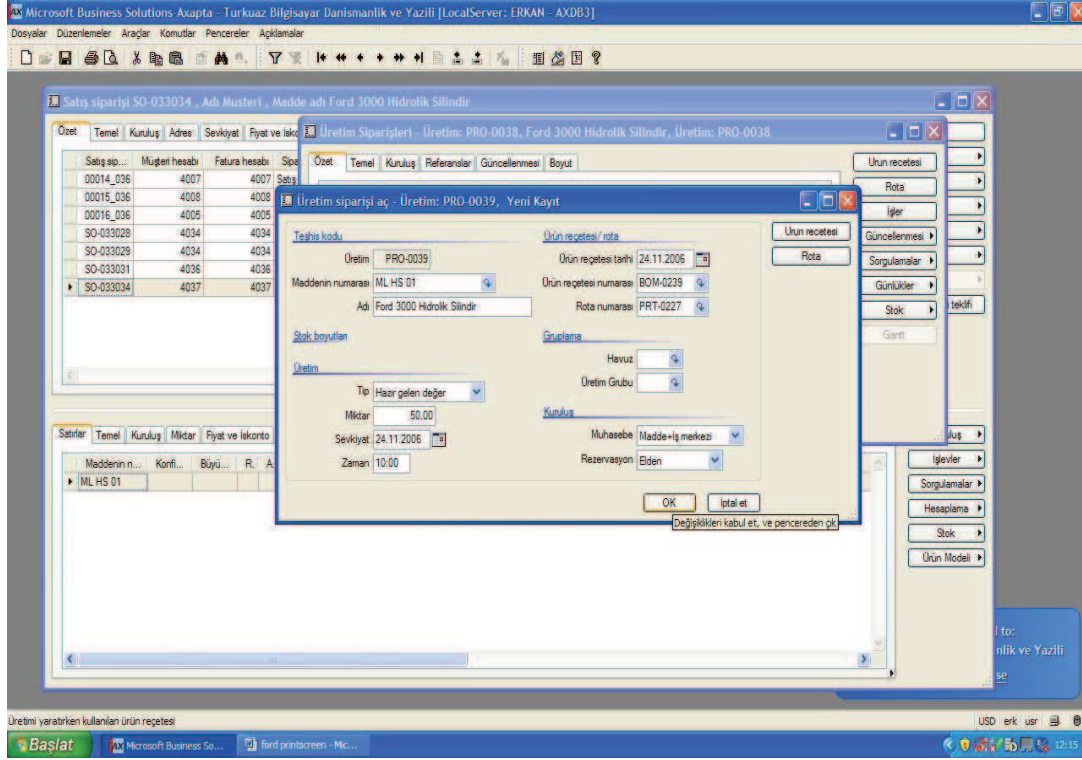 Microsoft Business Solutions-Axapta - Turkuaz Bilgisayar Danismanlik ve Yazili [LocalServer: ERKAN - AXDB3]
Dosyalar Düzenlemeler Araçlar Komutlar Pencereler Açıklamalar
Satış siparişi SO-033034 , Adı Musteri , Madde adı Ford 3000 Hidrolik Silindir
Özet Temel Kuruluş Adres Sevkiyat Fiyat ve İskc
Satış sip... Müşteri hesabı Fatura hesabı Sipa
00014_036 4007 4007 Satış
00015_036 4008 4008
00016_036 4005 4005
SO-033028 4034 4034
SO-033029 4034 4034
SO-033031 4036 4036
SO-033034 4037 4037
Üretim Siparişleri - Üretim: PRO-0038, Ford 3000 Hidrolik Silindir, Üretim: PRO-0038
Özet Temel Kuruluş Referanslar Güncellenmesi Boyut
Urun recetesi
Rota
İşler
Güncellenmesi
Sorgulamalar
Günlükler
Stok
Gantt
teklifi
Üretim siparişi aç - Üretim: PRO-0039, Yeni Kayıt
Teşhis kodu
Üretim PRO-0039
Maddenin numarası ML HS 01
Adı Ford 3000 Hidrolik Silindir
Stok boyutları
Üretim
Tip Hazır gelen değer
Miktar 50,00
Sevkiyat 24.11.2006
Zaman 10:00
Ürün reçetesi/ rota
Ürün reçetesi tarihi 24.11.2006
Ürün reçetesi numarası BOM-0239
Rota numarası PRT-0227
Gruplama
Havuz
Üretim Grubu
Kuruluş
Muhasebe Madde+iş merkezi
Rezervasyon Elden
Urun recetesi
Rota
OK İptal et
Değişiklikleri kabul et, ve pencereden çık
Satırlar Temel Kuruluş Miktar Fiyat ve İskonto
Maddenin n... Konfi... Büyü... R. A.
ML HS 01
uluş
İşlevler
Sorgulamalar
Hesaplama
Stok
Ürün Modeli
l to:
nlik ve Yazili
se
Üretimi yaratırken kullanılan ürün reçetesi
USD erk usr
Başlat Microsoft Business So... ford printscreen - Mic... 12:15